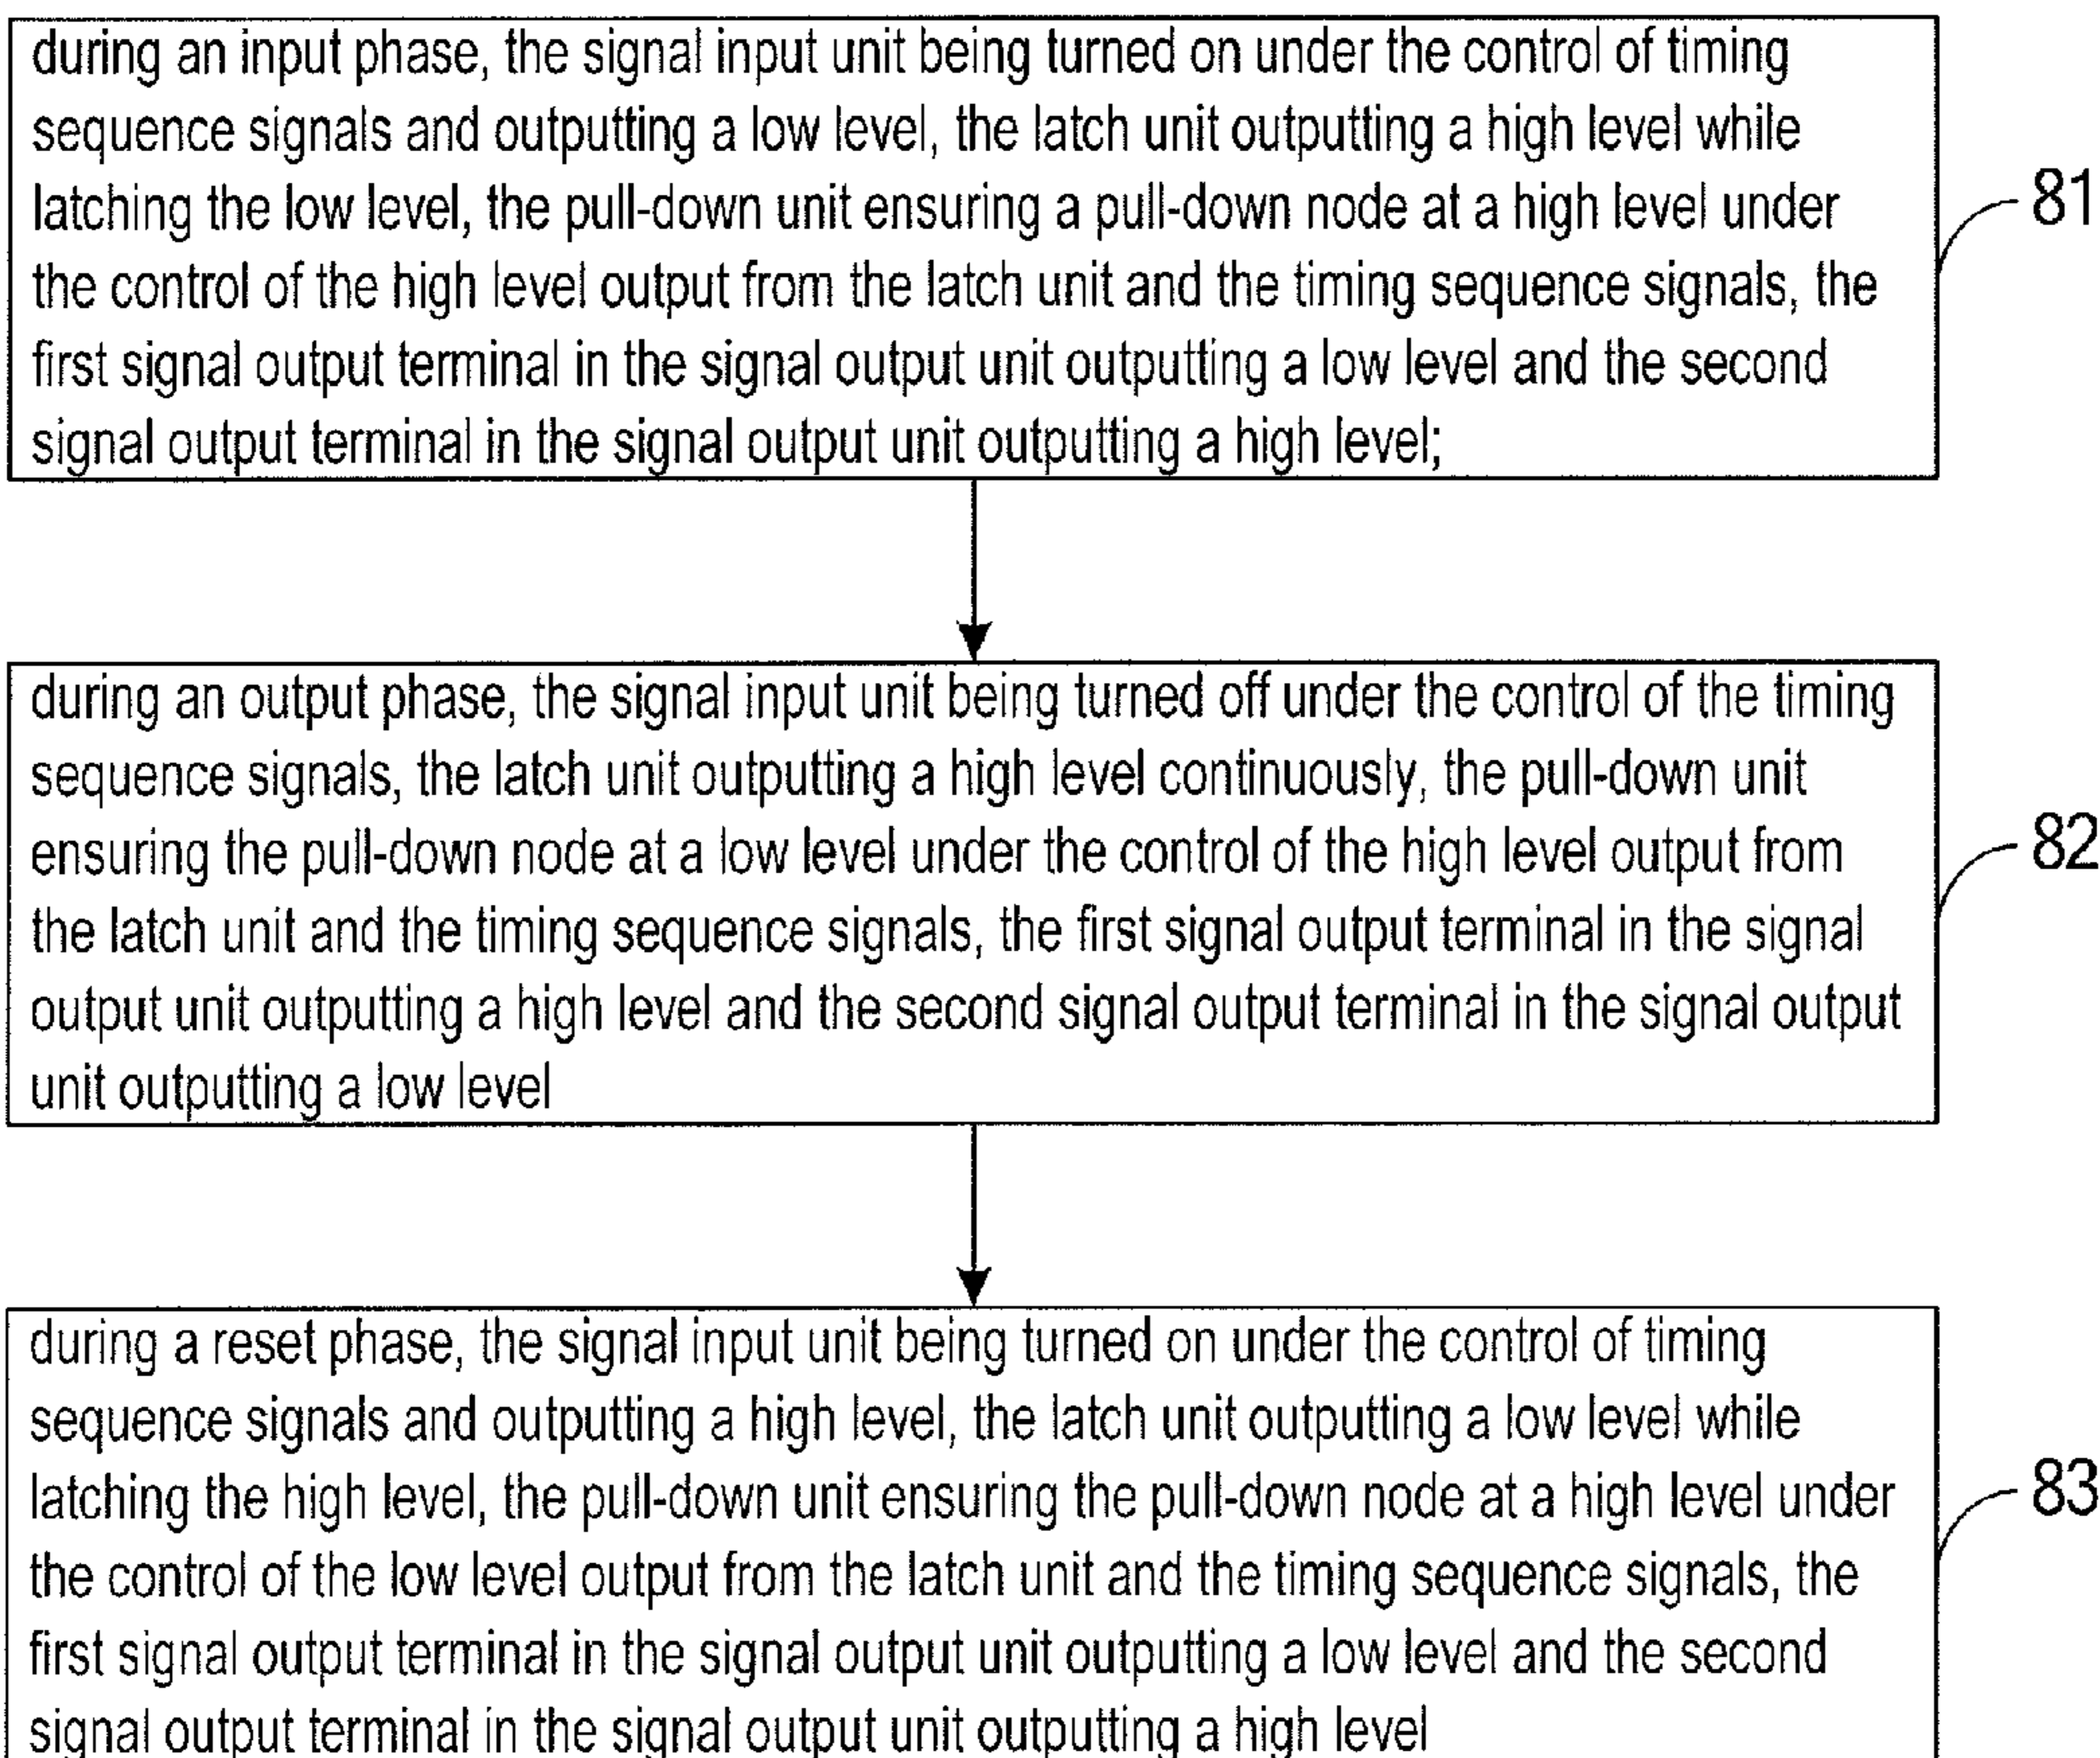 during an input phase, the signal input unit being turned on under the control of timing
sequence signals and outputting a low level, the latch unit outputting a high level while
latching the low level, the pull-down unit ensuring a pull-down node at a high level under
the control of the high level output from the latch unit and the timing sequence signals, the
first signal output terminal in the signal output unit outputting a low level and the second
signal output terminal in the signal output unit outputting a high level;
81
during an output phase, the signal input unit being turned off under the control of the timing
sequence signals, the latch unit outputting a high level continuously, the pull-down unit
ensuring the pull-down node at a low level under the control of the high level output from
the latch unit and the timing sequence signals, the first signal output terminal in the signal
output unit outputting a high level and the second signal output terminal in the signal output
unit outputting a low level
82
during a reset phase, the signal input unit being turned on under the control of timing
sequence signals and outputting a high level, the latch unit outputting a low level while
latching the high level, the pull-down unit ensuring the pull-down node at a high level under
the control of the low level output from the latch unit and the timing sequence signals, the
first signal output terminal in the signal output unit outputting a low level and the second
signal output terminal in the signal output unit outputting a high level
83